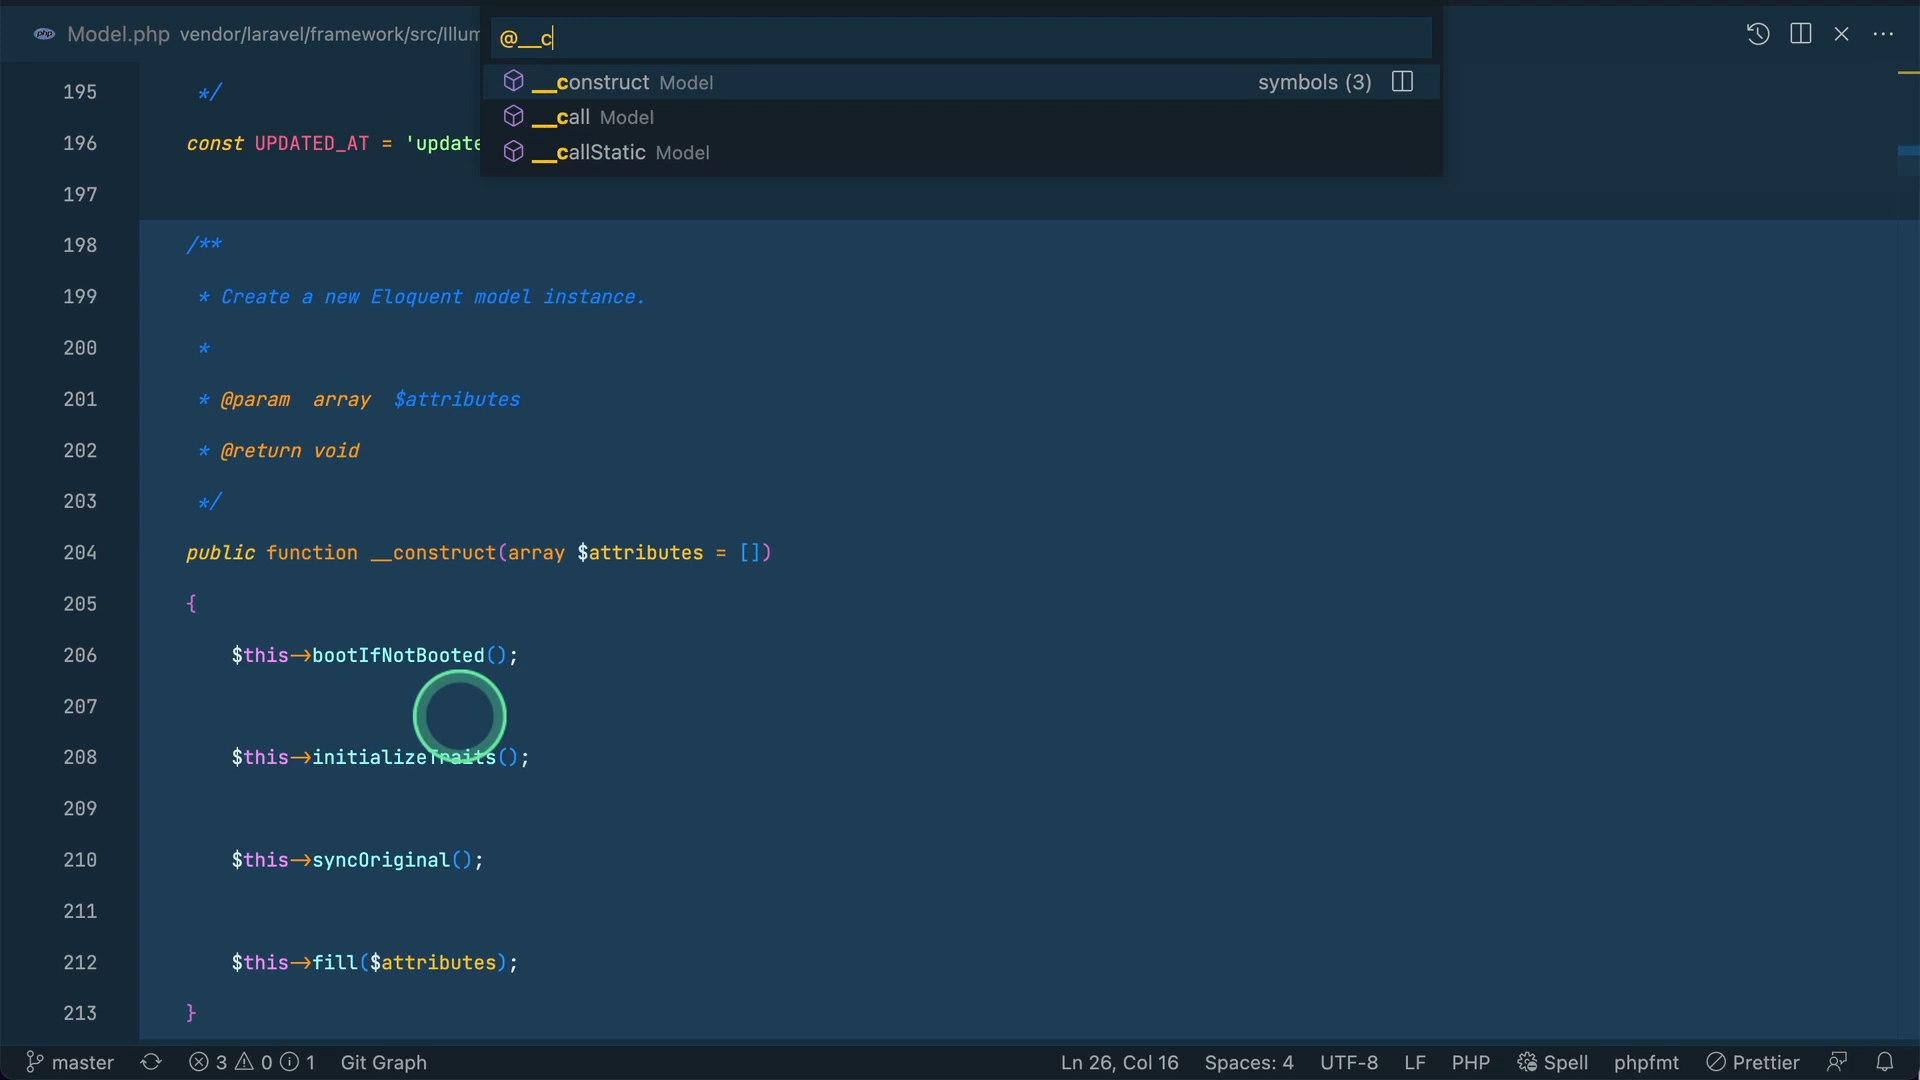 php Model.php vendor/laravel/framework/src/Illum
@__c
__construct Model symbols (3)
__call Model
__callStatic Model
195 */
196 const UPDATED_AT = 'update
197
198 /**
199 * Create a new Eloquent model instance.
200 *
201 * @param  array  $attributes
202 * @return void
203 */
204 public function __construct(array $attributes = [])
205 {
206 $this->bootIfNotBooted();
207
208 $this->initializeTraits();
209
210 $this->syncOriginal();
211
212 $this->fill($attributes);
213 }
master 3 0 1 Git Graph Ln 26, Col 16 Spaces: 4 UTF-8 LF PHP Spell phpfmt Prettier